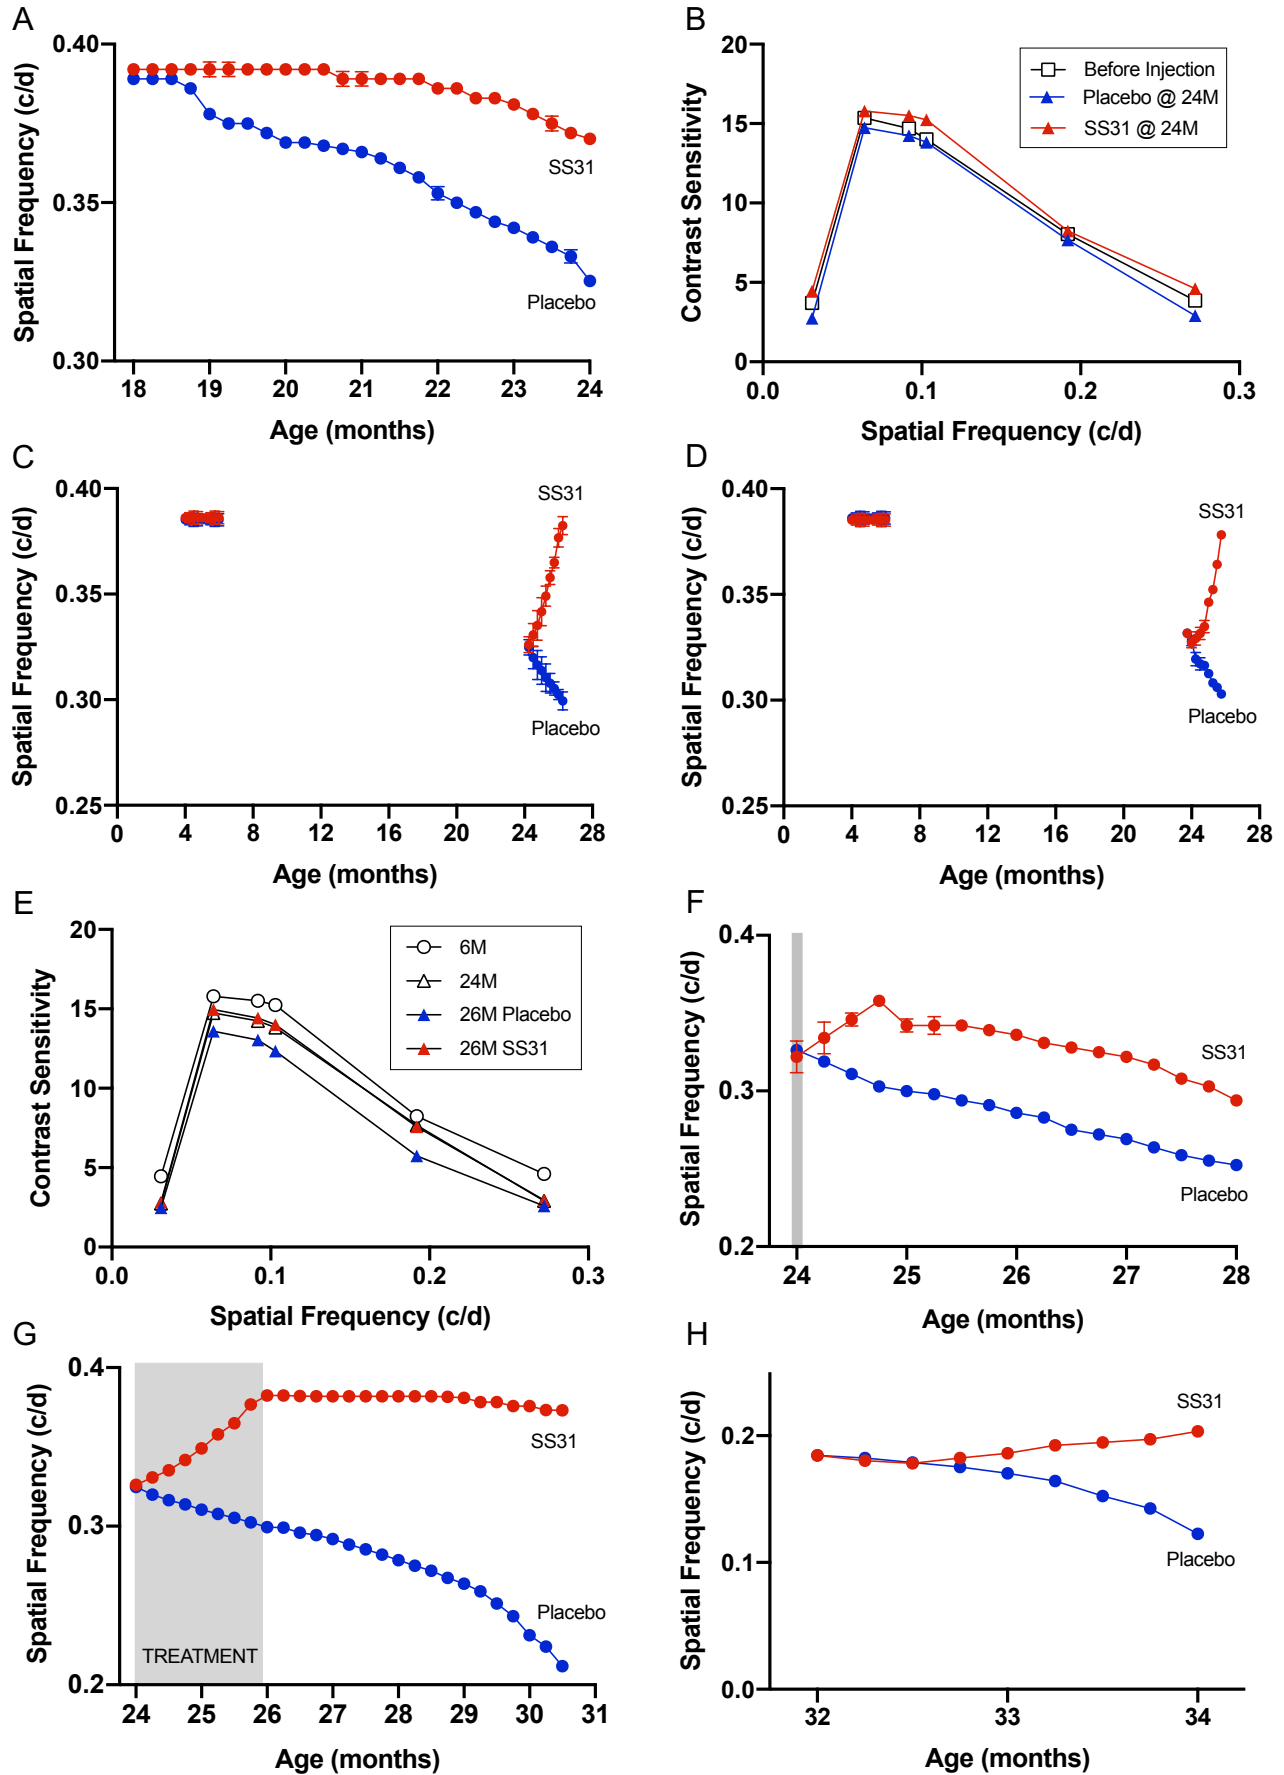 A
0.40
0.35
0.30
Spatial Frequency (c/d)
SS31
Placebo
18 19 20 21 22 23 24
Age (months)
B
20
15
10
5
0
Contrast Sensitivity
Before Injection
Placebo @ 24M
SS31 @ 24M
0.0 0.1 0.2 0.3
Spatial Frequency (c/d)
C
0.40
0.35
0.30
0.25
Spatial Frequency (c/d)
SS31
Placebo
0 4 8 12 16 20 24 28
Age (months)
D
0.40
0.35
0.30
0.25
Spatial Frequency (c/d)
SS31
Placebo
0 4 8 12 16 20 24 28
Age (months)
E
20
15
10
5
0
Contrast Sensitivity
6M
24M
26M Placebo
26M SS31
0.0 0.1 0.2 0.3
Spatial Frequency (c/d)
F
0.4
0.3
0.2
Spatial Frequency (c/d)
SS31
Placebo
24 25 26 27 28
Age (months)
G
0.4
0.3
0.2
Spatial Frequency (c/d)
SS31
Placebo
TREATMENT
24 25 26 27 28 29 30 31
Age (months)
H
0.2
0.1
0.0
Spatial Frequency (c/d)
SS31
Placebo
32 33 34
Age (months)